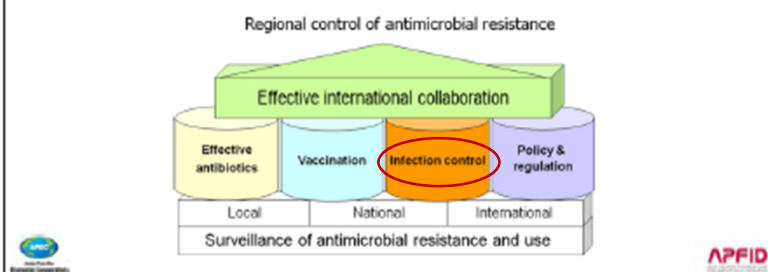 Regional control of antimicrobial resistance
Effective international collaboration
Effective
antibiotics
Vaccination
Infection control
Policy &
regulation
Local National International
Surveillance of antimicrobial resistance and use
APEC
APFID